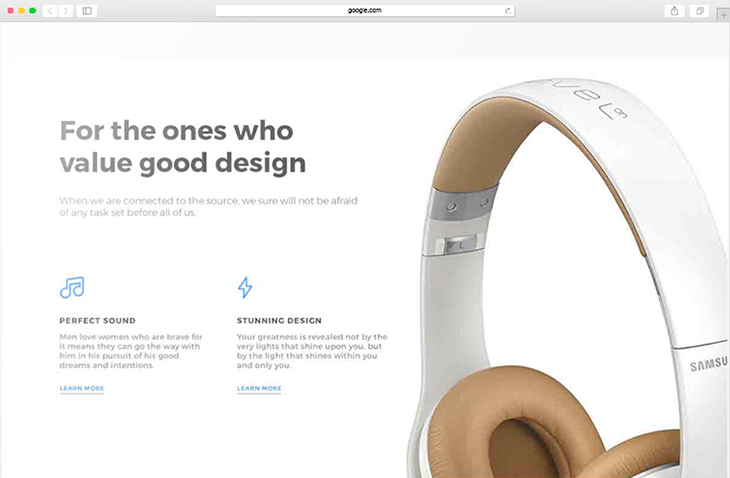 google.com
Level on
For the ones who
value good design
When we are connected to the source, we sure will not be afraid
of any task set before all of us.
PERFECT SOUND
Men love women who are brave for
it means they can go the way with
him in his pursuit of his good
dreams and intentions.
LEARN MORE
STUNNING DESIGN
Your greatness is revealed not by the
very lights that shine upon you, but
by the light that shines within you
and only you.
LEARN MORE
L
SAMSU